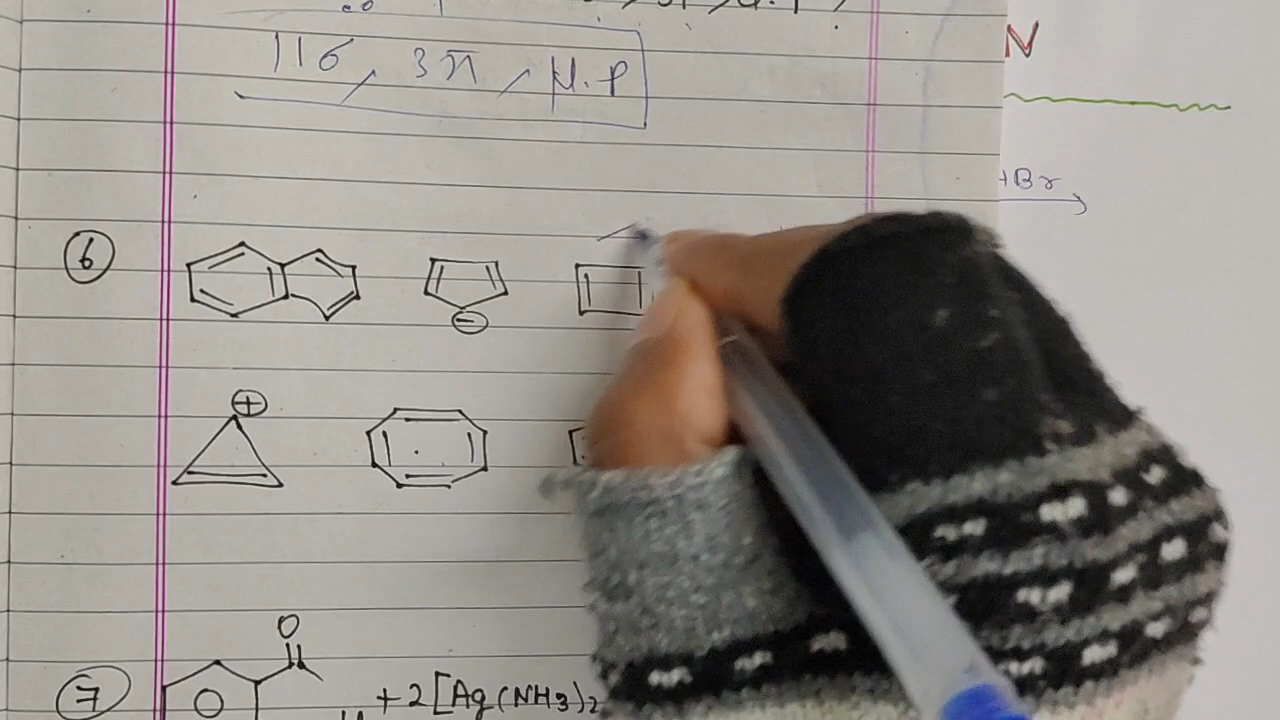 11σ, 3π, N.P
N
+Br
6
⊖
⊕
O
7
O
+ 2 [Ag(NH3)2